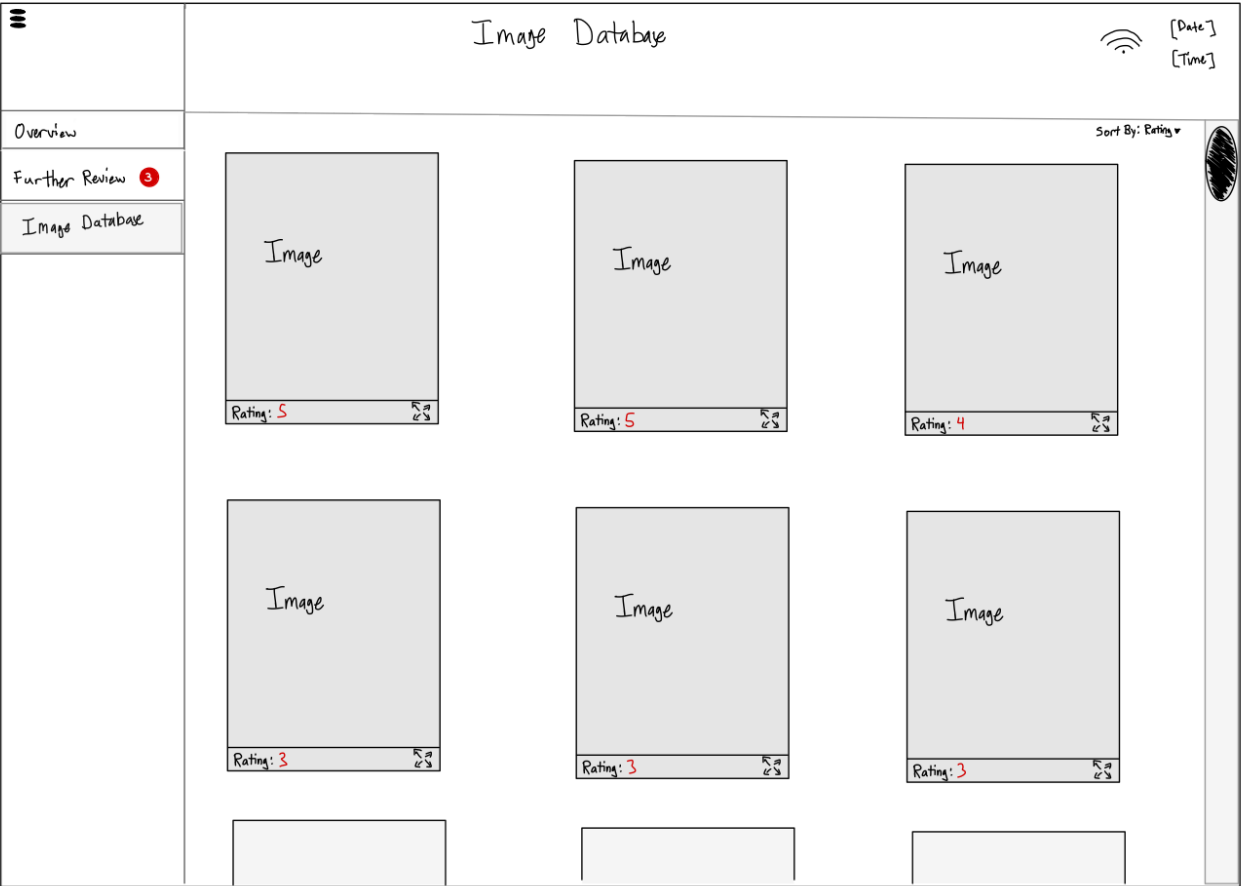 Image Database
[Date]
[Time]
Overview
Further Review 3
Image Database
Sort By: Rating ▾
Image
Image
Image
Rating: 5
Rating: 5
Rating: 4
Image
Image
Image
Rating: 3
Rating: 3
Rating: 3